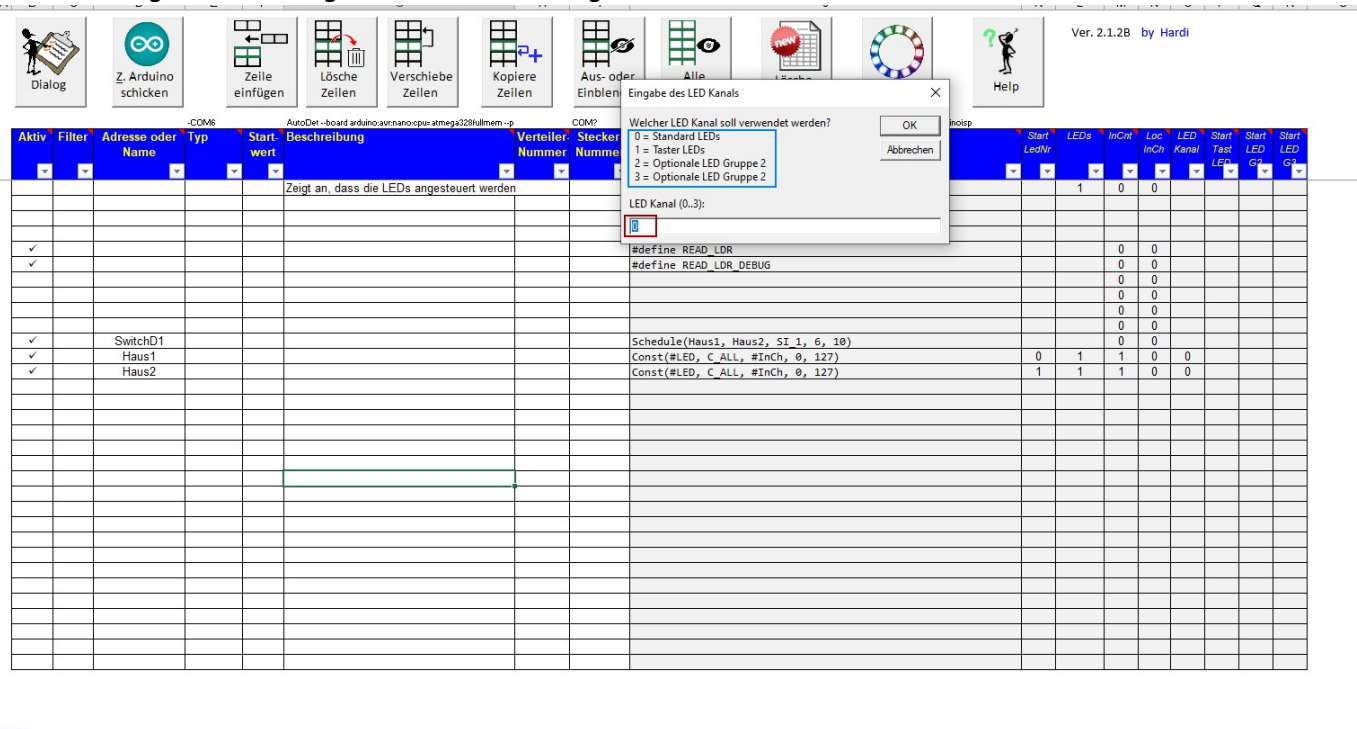 Dialog
Z. Arduino schicken
Zeile einfügen
Lösche Zeilen
Verschiebe Zeilen
Kopiere Zeilen
Aus- oder
Alle
new
Help
Ver. 2.1.2B by Hardi
-COM6
AutoDet --board arduino:avr:nano:cpu=atmega328fullmem --p
COM?
Eingabe des LED Kanals
Welcher LED Kanal soll verwendet werden?
0 = Standard LEDs
1 = Taster LEDs
2 = Optionale LED Gruppe 2
3 = Optionale LED Gruppe 2
LED Kanal (0..3):
0
OK
Abbrechen
Aktiv Filter Adresse oder Name Typ Start- wert Beschreibung Verteiler- Nummer Stecker Start LedNr LEDs InCnt Loc InCh LED Kanal Start Tast LED Start LED G2 Start LED G3
Zeigt an, dass die LEDs angesteuert werden 1 0 0
✓ #define READ_LDR 0 0
✓ #define READ_LDR_DEBUG 0 0
0 0
0 0
0 0
0 0
✓ SwitchD1 Schedule(Haus1, Haus2, SI_1, 6, 10) 0 0
✓ Haus1 Const(#LED, C_ALL, #InCh, 0, 127) 0 1 1 0 0
✓ Haus2 Const(#LED, C_ALL, #InCh, 0, 127) 1 1 1 0 0